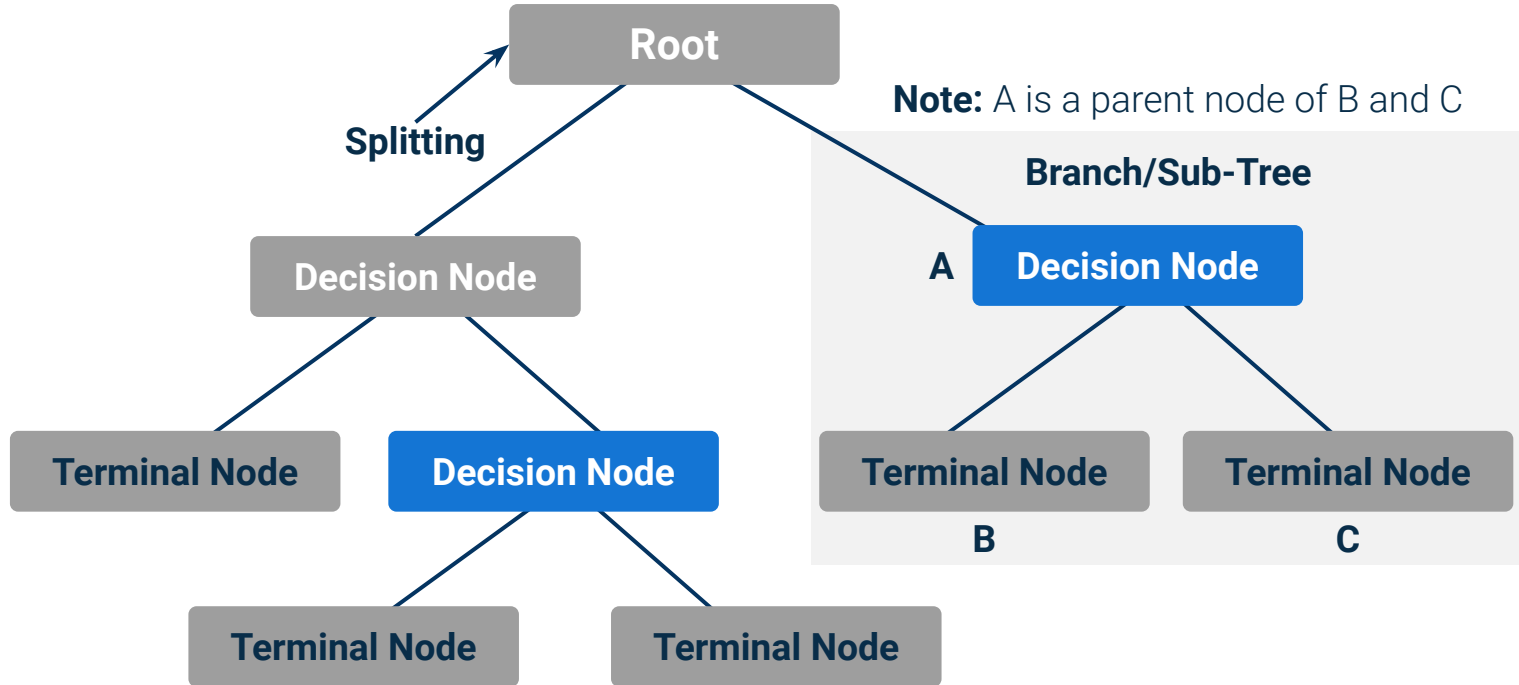 Root
Note: A is a parent node of B and C
Splitting
Branch/Sub-Tree
Decision Node
A
Decision Node
Terminal Node
Decision Node
Terminal Node
Terminal Node
B
C
Terminal Node
Terminal Node